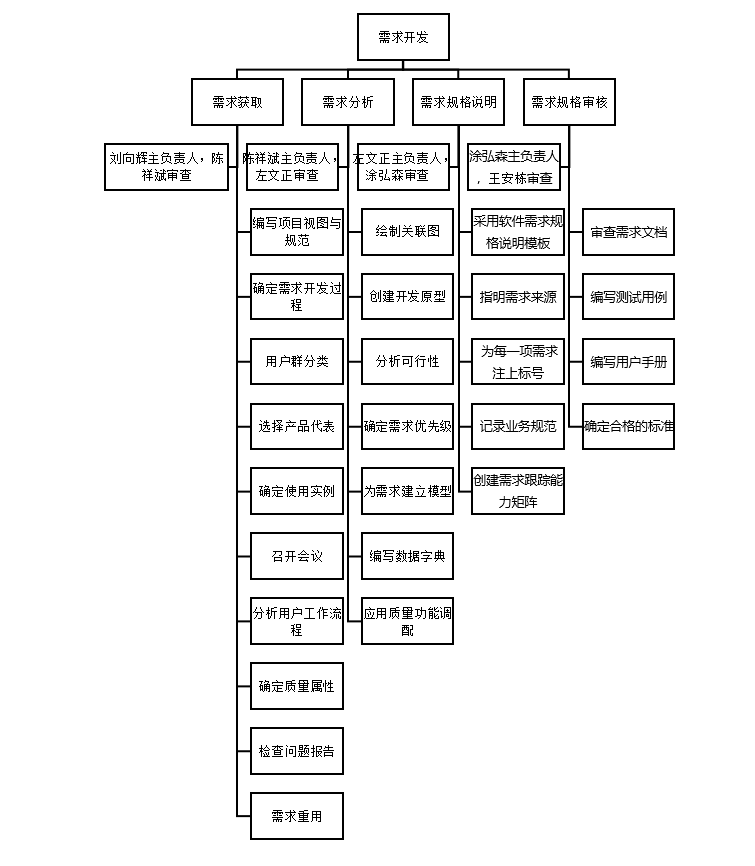 需求开发
需求获取
需求分析
需求规格说明
需求规格审核
刘向辉主负责人，陈
祥斌审查
陈祥斌主负责人，
左文正审查
左文正主负责人，
涂弘森审查
涂弘森主负责人
，王安栋审查
编写项目视图与
规范
确定需求开发过
程
用户群分类
选择产品代表
确定使用实例
召开会议
分析用户工作流
程
确定质量属性
检查问题报告
需求重用
绘制关联图
创建开发原型
分析可行性
确定需求优先级
为需求建立模型
编写数据字典
应用质量功能调
配
采用软件需求规
格说明模板
指明需求来源
为每一项需求
注上标号
记录业务规范
创建需求跟踪能
力矩阵
审查需求文档
编写测试用例
编写用户手册
确定合格的标准